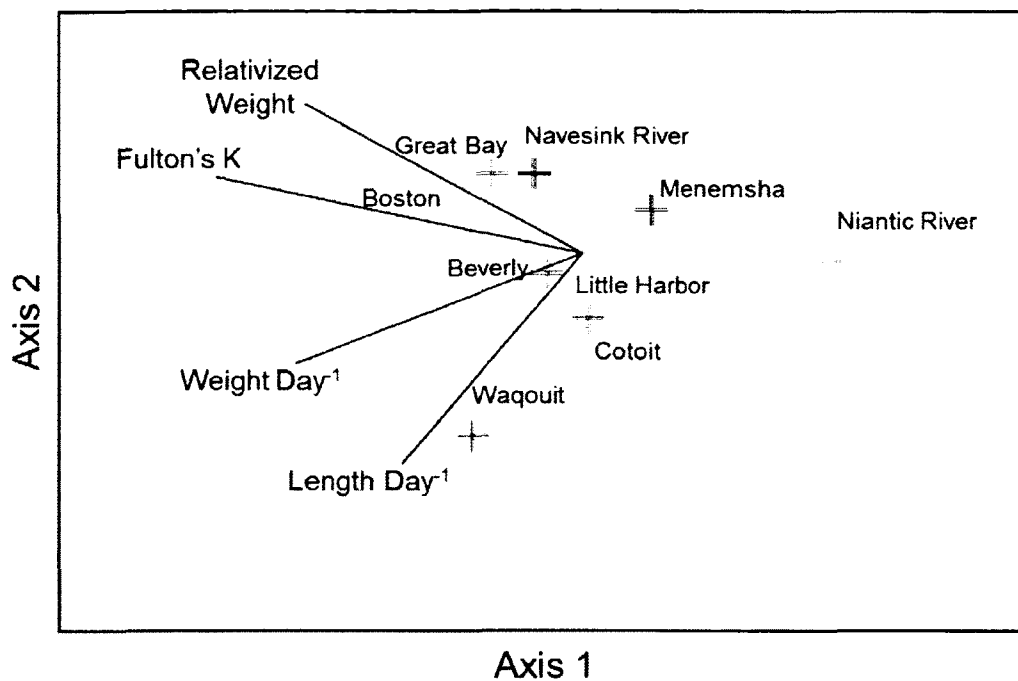 Relativized
Weight
Fulton's K
Great Bay
Navesink River
Boston
Menemsha
Niantic River
Beverly
Little Harbor
Cotoit
Weight Day⁻¹
Waqouit
Length Day⁻¹
Axis 2
Axis 1